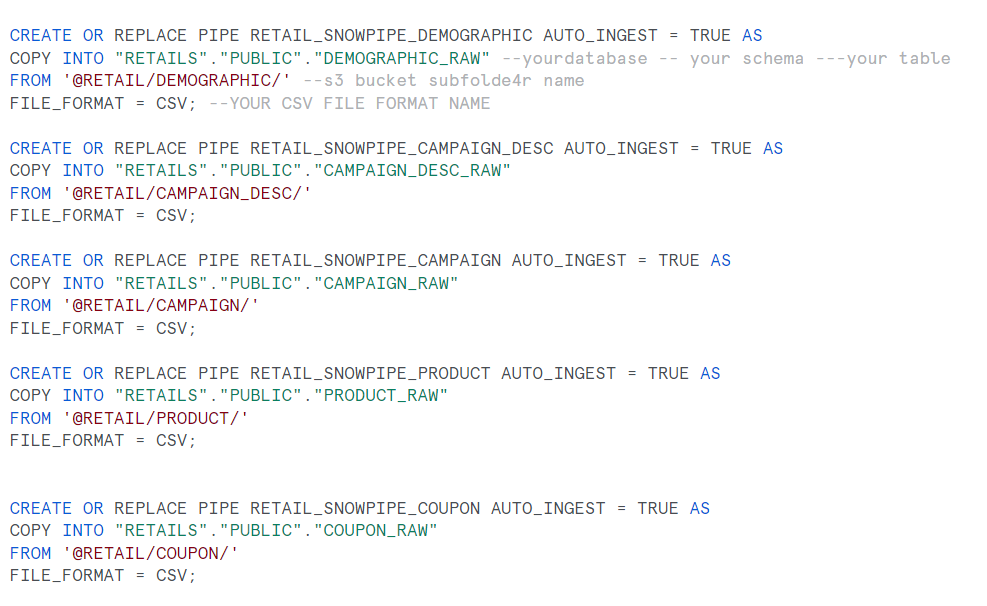 CREATE OR REPLACE PIPE RETAIL_SNOWPIPE_DEMOGRAPHIC AUTO_INGEST = TRUE AS
COPY INTO "RETAILS"."PUBLIC"."DEMOGRAPHIC_RAW" --yourdatabase -- your schema ---your table
FROM '@RETAIL/DEMOGRAPHIC/' --s3 bucket subfolde4r name
FILE_FORMAT = CSV; --YOUR CSV FILE FORMAT NAME
CREATE OR REPLACE PIPE RETAIL_SNOWPIPE_CAMPAIGN_DESC AUTO_INGEST = TRUE AS
COPY INTO "RETAILS"."PUBLIC"."CAMPAIGN_DESC_RAW"
FROM '@RETAIL/CAMPAIGN_DESC/'
FILE_FORMAT = CSV;
CREATE OR REPLACE PIPE RETAIL_SNOWPIPE_CAMPAIGN AUTO_INGEST = TRUE AS
COPY INTO "RETAILS"."PUBLIC"."CAMPAIGN_RAW"
FROM '@RETAIL/CAMPAIGN/'
FILE_FORMAT = CSV;
CREATE OR REPLACE PIPE RETAIL_SNOWPIPE_PRODUCT AUTO_INGEST = TRUE AS
COPY INTO "RETAILS"."PUBLIC"."PRODUCT_RAW"
FROM '@RETAIL/PRODUCT/'
FILE_FORMAT = CSV;
CREATE OR REPLACE PIPE RETAIL_SNOWPIPE_COUPON AUTO_INGEST = TRUE AS
COPY INTO "RETAILS"."PUBLIC"."COUPON_RAW"
FROM '@RETAIL/COUPON/'
FILE_FORMAT = CSV;